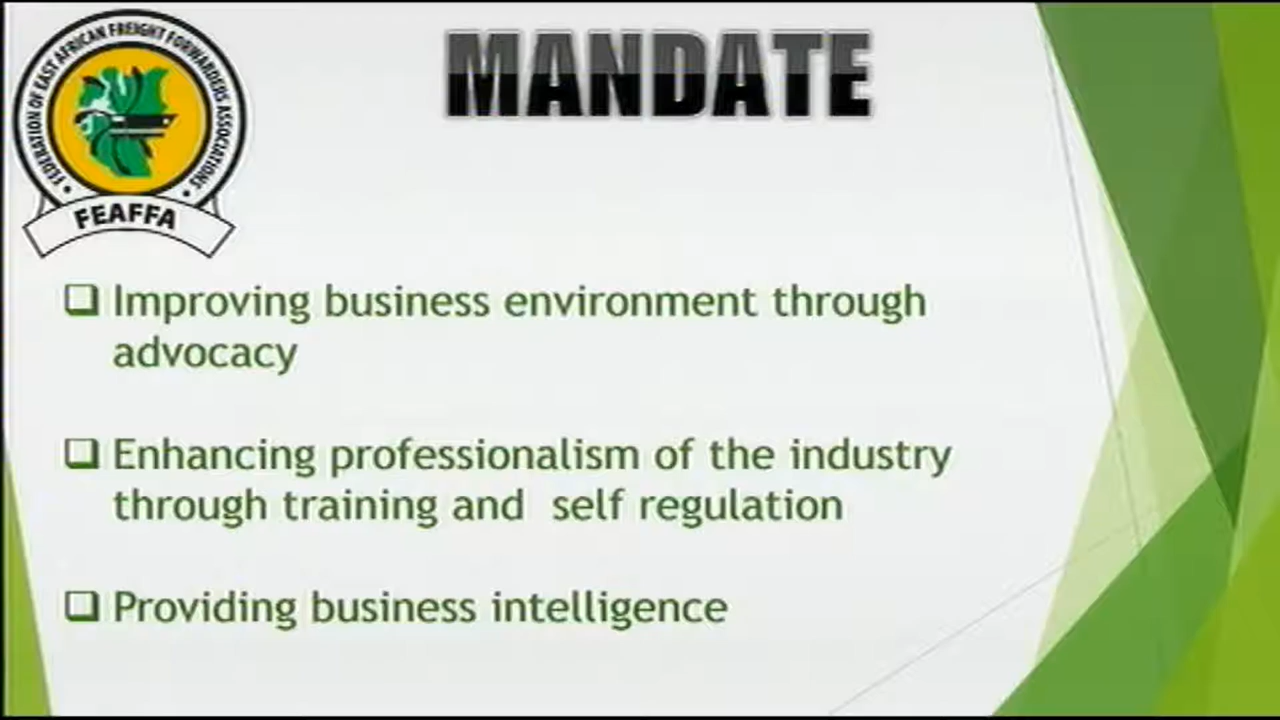 FEDERATION OF EAST AFRICAN FREIGHT FORWARDERS ASSOCIATIONS
FEAFFA
MANDATE
Improving business environment through
advocacy
Enhancing professionalism of the industry
through training and self regulation
Providing business intelligence